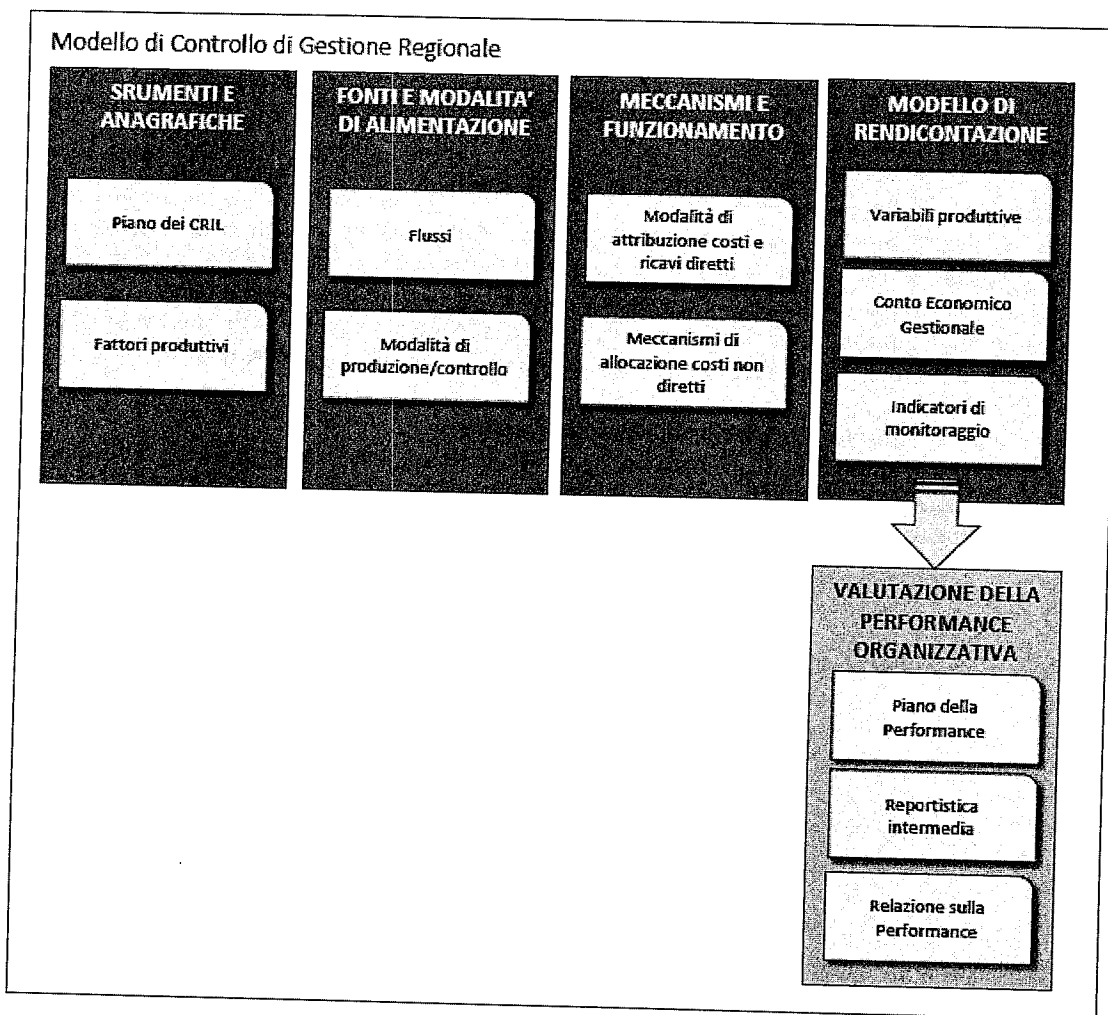 Modello di Controllo di Gestione Regionale
SRUMENTI E
ANAGRAFICHE
Piano dei CRIL
Fattori produttivi
FONTI E MODALITA'
DI ALIMENTAZIONE
Flussi
Modalità di
produzione/controllo
MECCANISMI E
FUNZIONAMENTO
Modalità di
attribuzione costi e
ricavi diretti
Meccanismi di
allocazione costi non
diretti
MODELLO DI
RENDICONTAZIONE
Variabili produttive
Conto Economico
Gestionale
Indicatori di
monitoraggio
VALUTAZIONE DELLA
PERFORMANCE
ORGANIZZATIVA
Piano della
Performance
Reportistica
intermedia
Relazione sulla
Performance